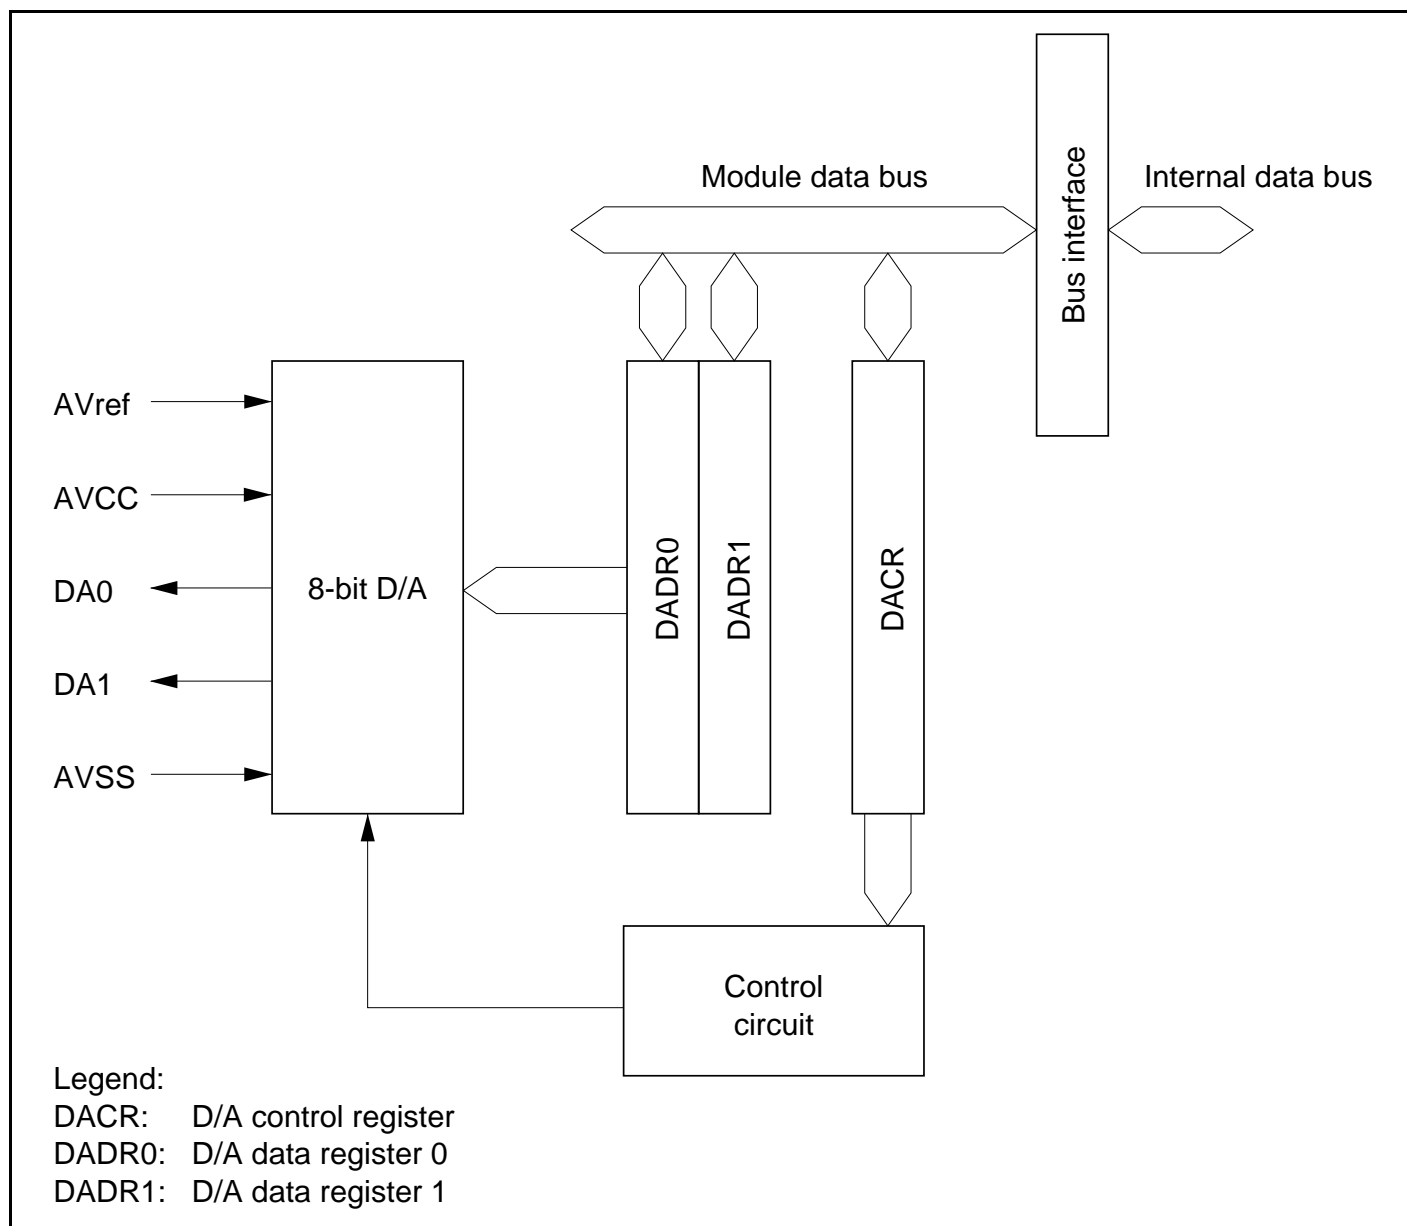 Module data bus
Internal data bus
Bus interface
AVref
AVCC
DA0
DA1
AVSS
8-bit D/A
DADR0
DADR1
DACR
Control
circuit
Legend:
DACR: D/A control register
DADR0: D/A data register 0
DADR1: D/A data register 1